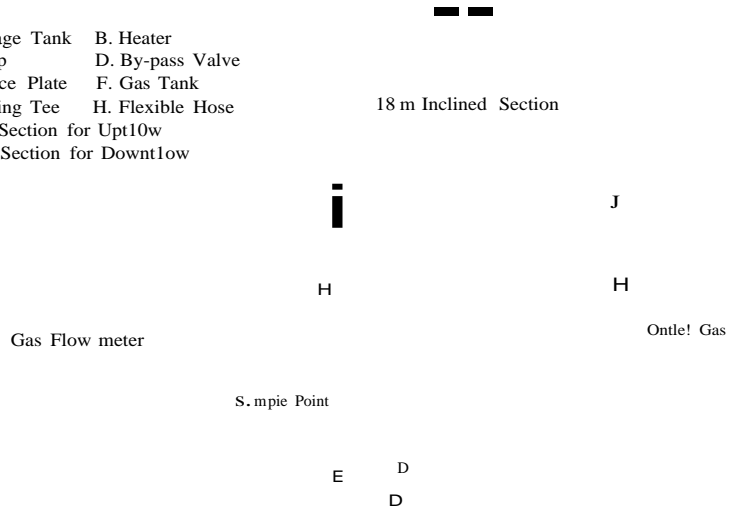 age Tank B. Heater
p D. By-pass Valve
ce Plate F. Gas Tank
ing Tee H. Flexible Hose
Section for Upt10w
Section for Downt1ow
18 m Inclined Section
i
J
H
H
Ontle! Gas
Gas Flow meter
S.mpie Point
E
D
D